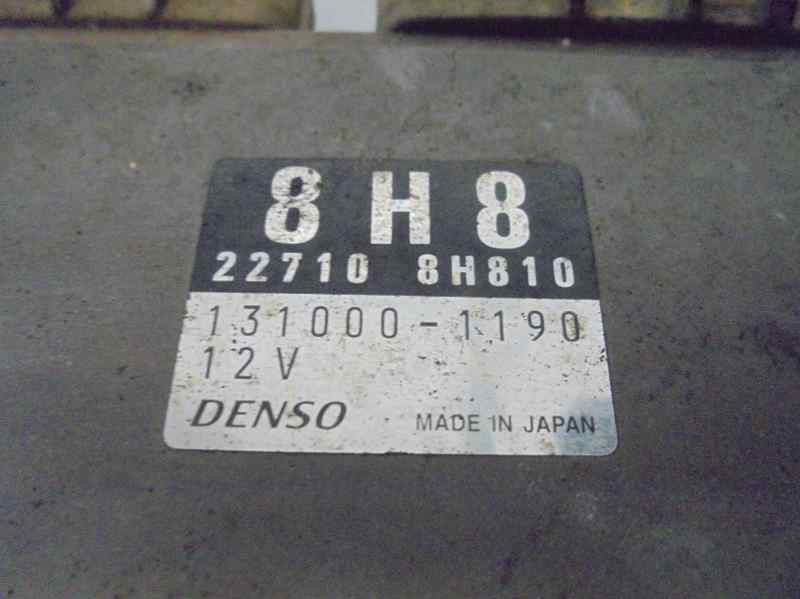 8H8
22710 8H810
131000-1190
12V
DENSO MADE IN JAPAN